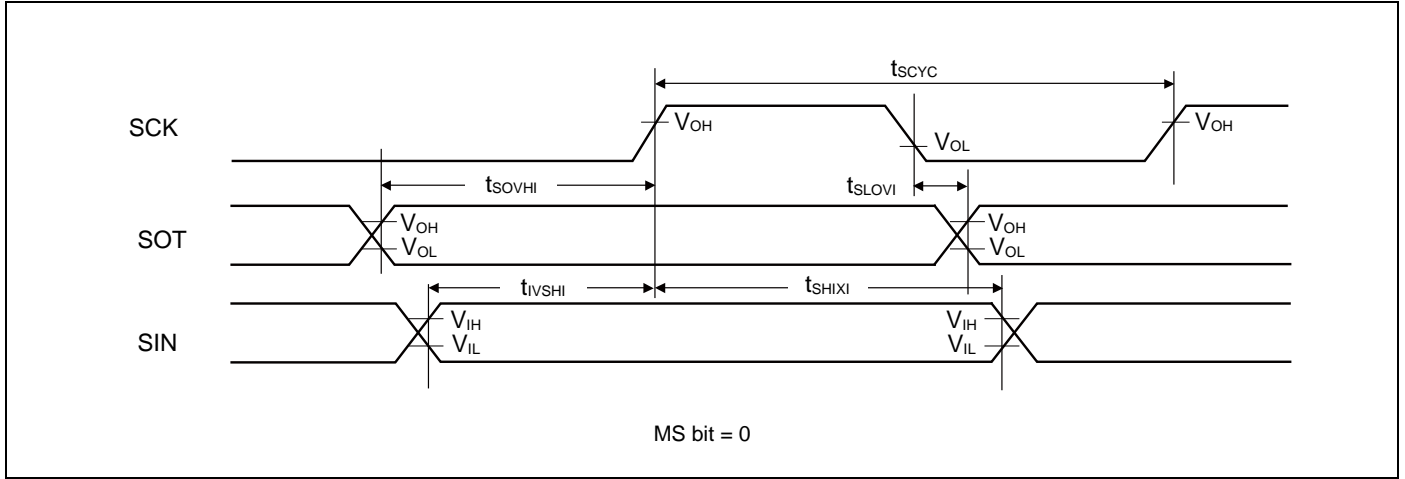 tSCYC
SCK
VOH
VOL
VOH
tSOVHI
tSLOVI
SOT
VOH
VOL
VOH
VOL
tIVSHI
tSHIXI
SIN
VIH
VIL
VIH
VIL
MS bit = 0